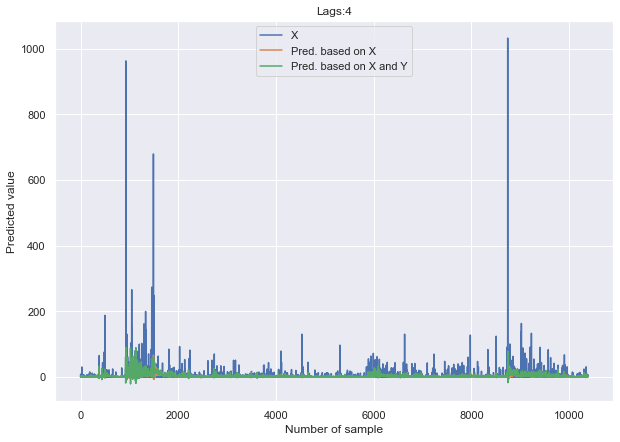 Lags:4
X
Pred. based on X
Pred. based on X and Y
Predicted value
1000
800
600
400
200
0
0 2000 4000 6000 8000 10000
Number of sample